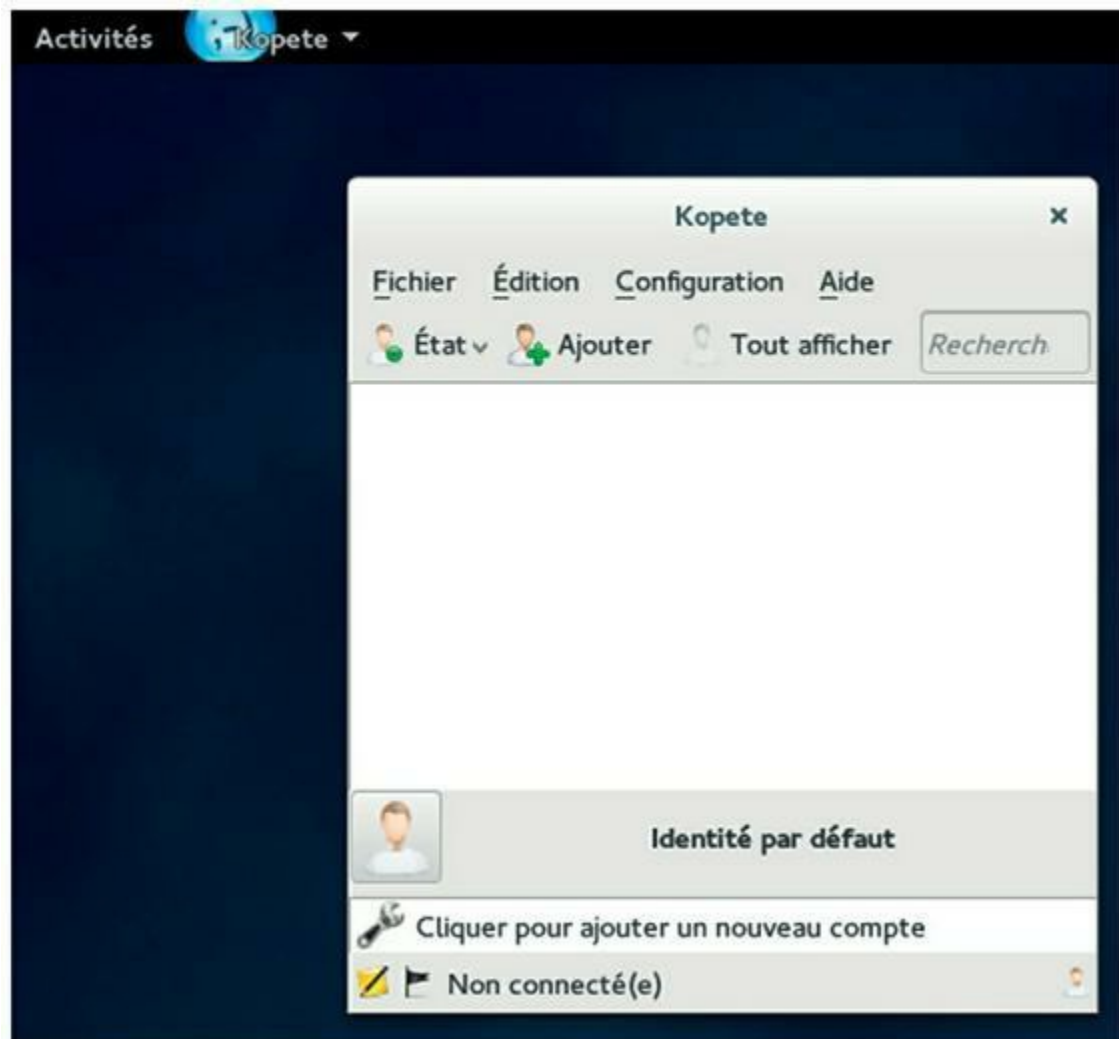 Activités Kopete
Kopete
Fichier Édition Configuration Aide
État Ajouter Tout afficher Recherch
Identité par défaut
Cliquer pour ajouter un nouveau compte
Non connecté(e)